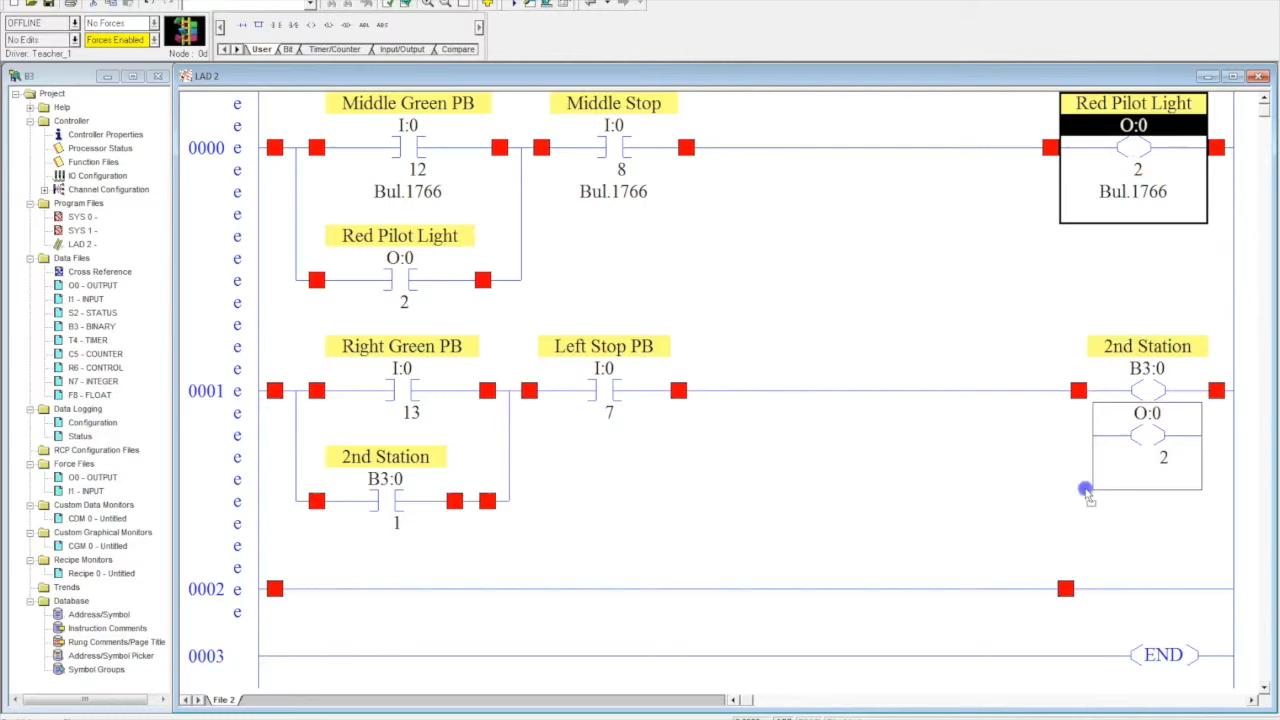 OFFLINE No Forces
No Edits Forces Enabled
Driver: Teacher_1 Node : 0d
User Bit Timer/Counter Input/Output Compare
B3
Project
Help
Controller
Controller Properties
Processor Status
Function Files
IO Configuration
Channel Configuration
Program Files
SYS 0 -
SYS 1 -
LAD 2 -
Data Files
Cross Reference
O0 - OUTPUT
I1 - INPUT
S2 - STATUS
B3 - BINARY
T4 - TIMER
C5 - COUNTER
R6 - CONTROL
N7 - INTEGER
F8 - FLOAT
Data Logging
Configuration
Status
RCP Configuration Files
Force Files
O0 - OUTPUT
I1 - INPUT
Custom Data Monitors
CDM 0 - Untitled
Custom Graphical Monitors
CGM 0 - Untitled
Recipe Monitors
Recipe 0 - Untitled
Trends
Database
Address/Symbol
Instruction Comments
Rung Comments/Page Title
Address/Symbol Picker
Symbol Groups
LAD 2
e Middle Green PB Middle Stop Red Pilot Light
e I:0 I:0 O:0
0000 e
e 12 8 2
e Bul.1766 Bul.1766 Bul.1766
e
e Red Pilot Light
e O:0
e
e 2
e
e Right Green PB Left Stop PB 2nd Station
e I:0 I:0 B3:0
0001 e
e 13 7 O:0
e
e 2nd Station 2
e B3:0
e
e 1
e
e
0002 e
e
0003 END
File 2